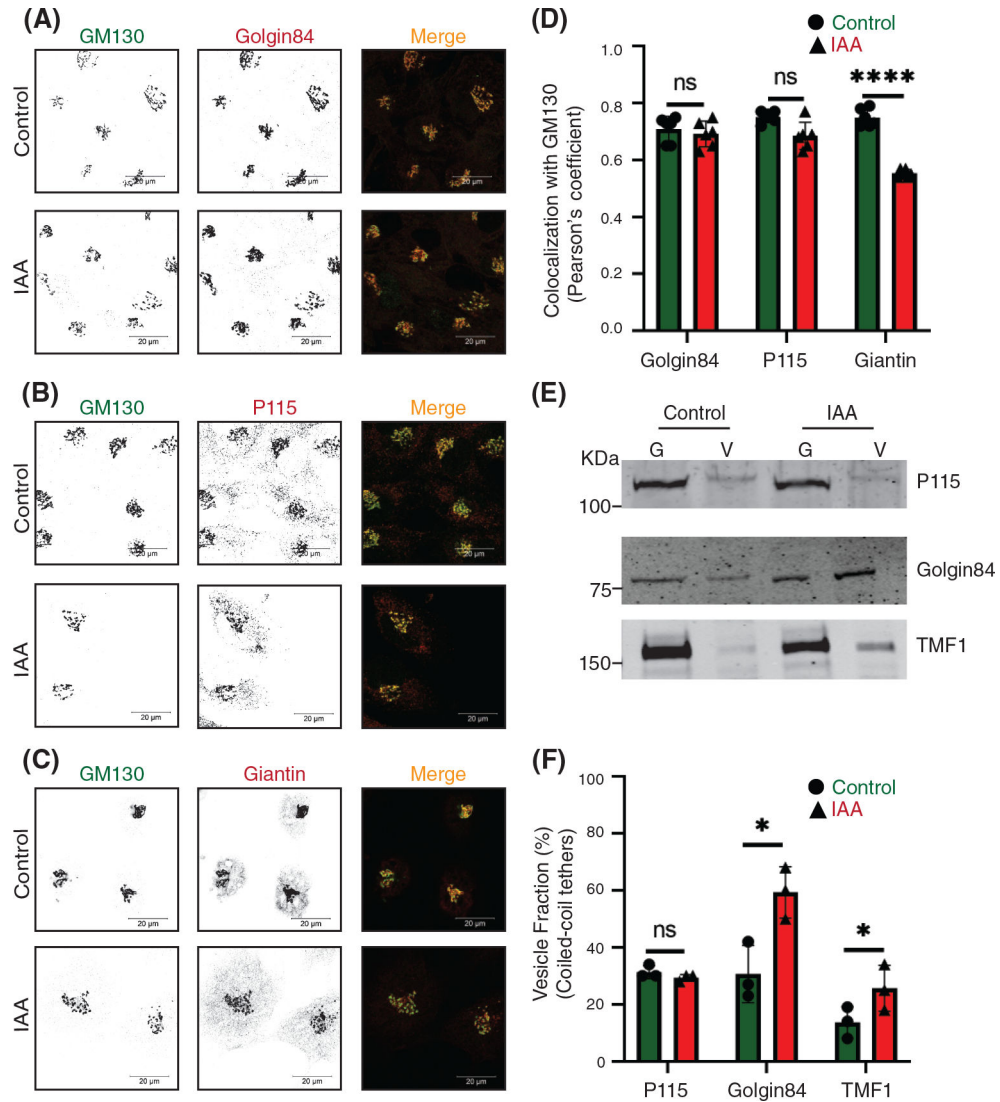 (A)
GM130 Golgin84 Merge
Control
20 µm 20 µm 20 µm
IAA
20 µm 20 µm 20 µm
(B)
GM130 P115 Merge
Control
20 µm 20 µm 20 µm
IAA
20 µm 20 µm 20 µm
(C)
GM130 Giantin Merge
Control
20 µm 20 µm 20 µm
IAA
20 µm 20 µm 20 µm
(D)
Control
IAA
Colocalization with GM130
(Pearson's coefficient)
1.0
0.8
0.6
0.4
0.2
0.0
ns ns ****
Golgin84 P115 Giantin
(E)
Control IAA
KDa G V G V
P115
100
Golgin84
75
TMF1
150
(F)
Control
IAA
Vesicle Fraction (%)
(Coiled-coil tethers)
100
80
60
40
20
0
ns * *
P115 Golgin84 TMF1